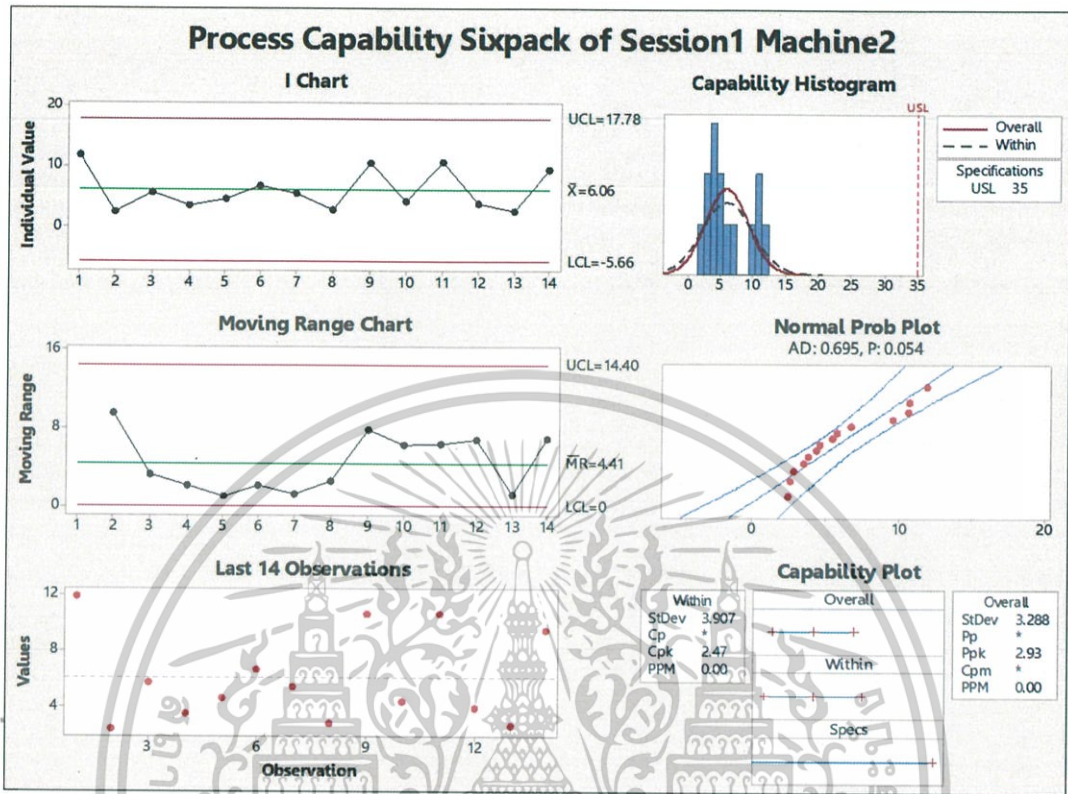 Process Capability Sixpack of Session1 Machine2
I Chart
Individual Value
20
10
0
UCL=17.78
X̄=6.06
LCL=-5.66
1 2 3 4 5 6 7 8 9 10 11 12 13 14
Capability Histogram
USL
0 5 10 15 20 25 30 35
Overall
Within
Specifications
USL 35
Moving Range Chart
Moving Range
16
8
0
UCL=14.40
M̄R̄=4.41
LCL=0
1 2 3 4 5 6 7 8 9 10 11 12 13 14
Normal Prob Plot
AD: 0.695, P: 0.054
0 10 20
Last 14 Observations
Values
12
8
4
3 6 9 12
Observation
Capability Plot
Within
StDev 3.907
Cp *
Cpk 2.47
PPM 0.00
Overall
Within
Specs
Overall
StDev 3.288
Pp *
Ppk 2.93
Cpm *
PPM 0.00